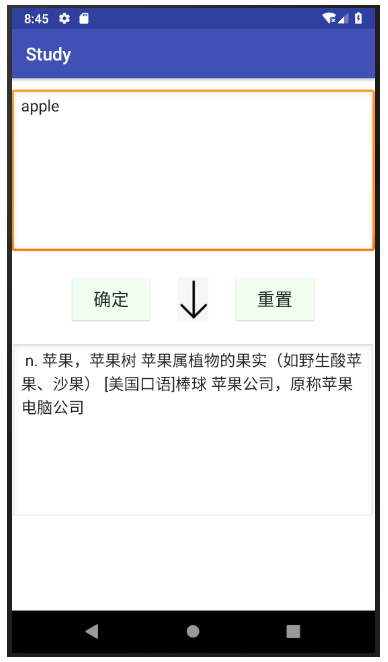 8:45
Study
apple
确定
重置
n. 苹果，苹果树 苹果属植物的果实（如野生酸苹
果、沙果） [美国口语]棒球 苹果公司，原称苹果
电脑公司